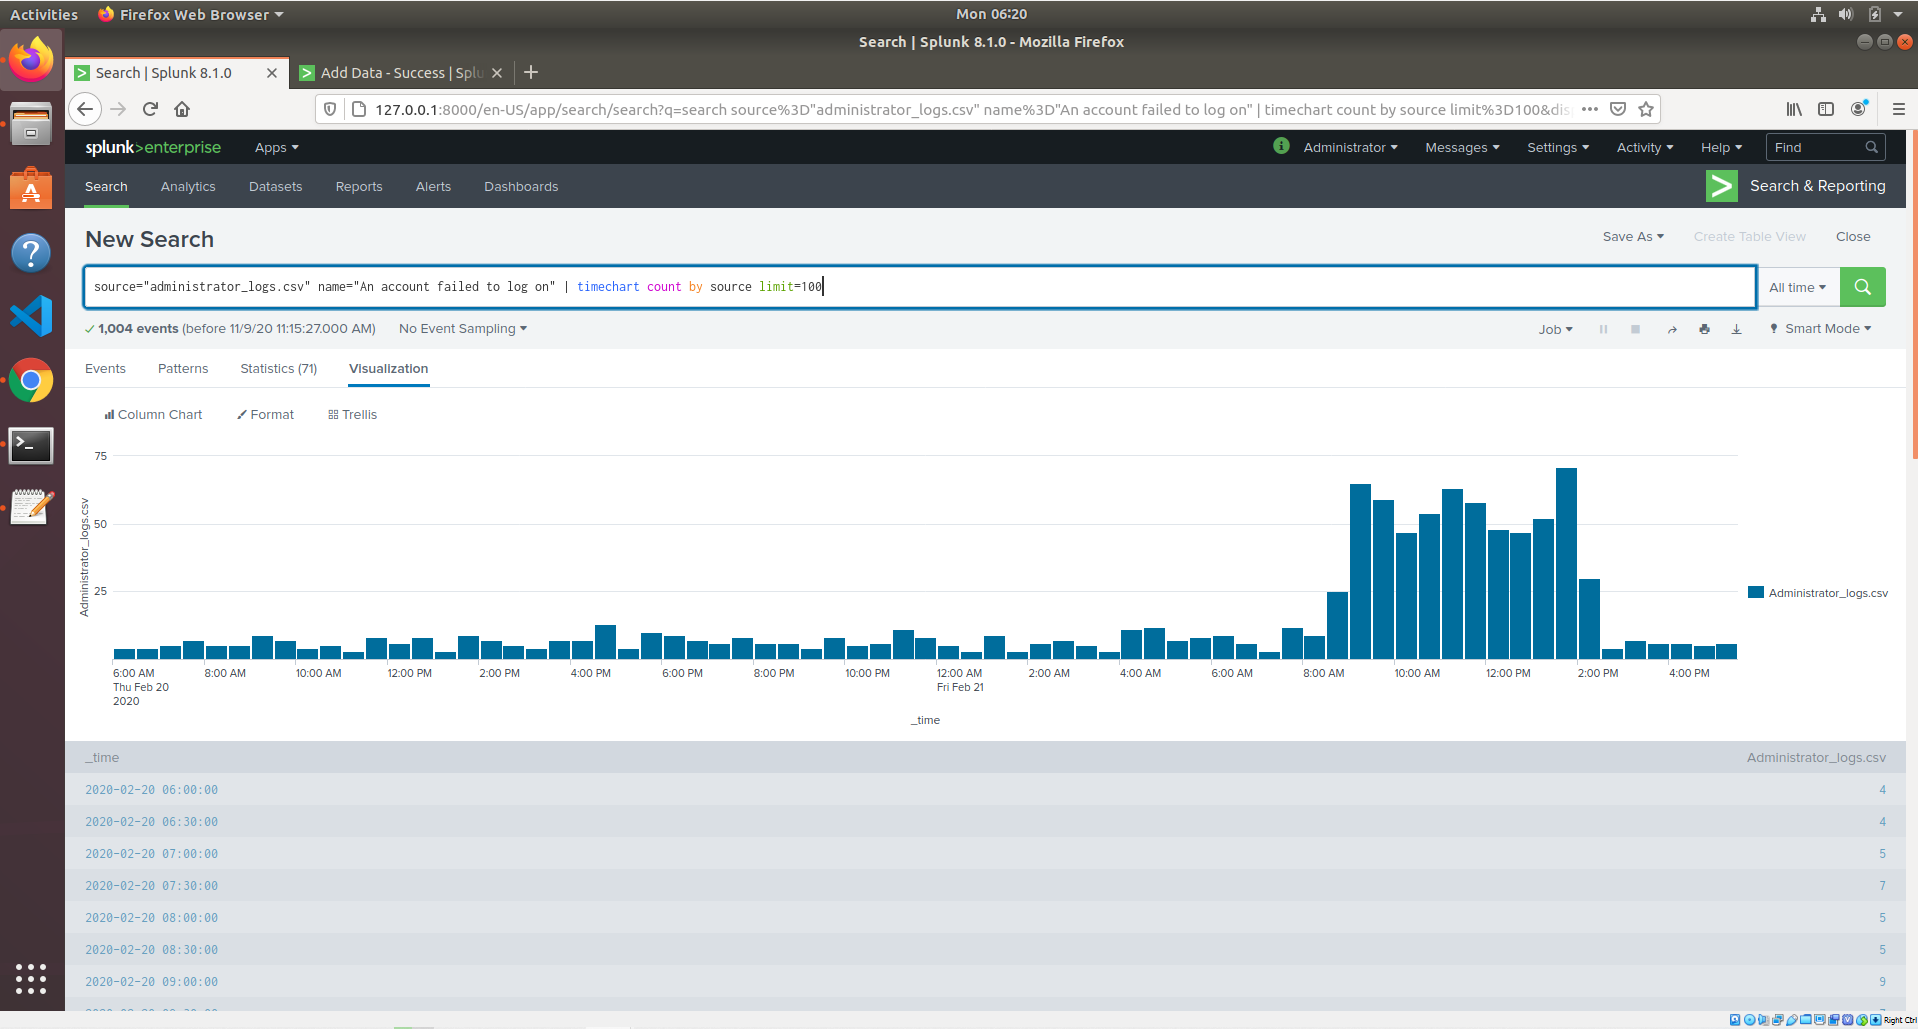 Activities Firefox Web Browser Mon 06:20
Search | Splunk 8.1.0 - Mozilla Firefox
Search | Splunk 8.1.0 Add Data - Success | Splu
127.0.0.1:8000/en-US/app/search/search?q=search source%3D"administrator_logs.csv" name%3D"An account failed to log on" | timechart count by source limit%3D100&dis
splunk>enterprise Apps Administrator Messages Settings Activity Help Find
Search Analytics Datasets Reports Alerts Dashboards Search & Reporting
New Search Save As Create Table View Close
source="administrator_logs.csv" name="An account failed to log on" | timechart count by source limit=100 All time
1,004 events (before 11/9/20 11:15:27.000 AM) No Event Sampling Job Smart Mode
Events Patterns Statistics (71) Visualization
Column Chart Format Trellis
75
50
25
Administrator_logs.csv
Administrator_logs.csv
6:00 AM 8:00 AM 10:00 AM 12:00 PM 2:00 PM 4:00 PM 6:00 PM 8:00 PM 10:00 PM 12:00 AM 2:00 AM 4:00 AM 6:00 AM 8:00 AM 10:00 AM 12:00 PM 2:00 PM 4:00 PM
Thu Feb 20 Fri Feb 21
2020
_time
_time Administrator_logs.csv
2020-02-20 06:00:00 4
2020-02-20 06:30:00 4
2020-02-20 07:00:00 5
2020-02-20 07:30:00 7
2020-02-20 08:00:00 5
2020-02-20 08:30:00 5
2020-02-20 09:00:00 9
Right Ctrl